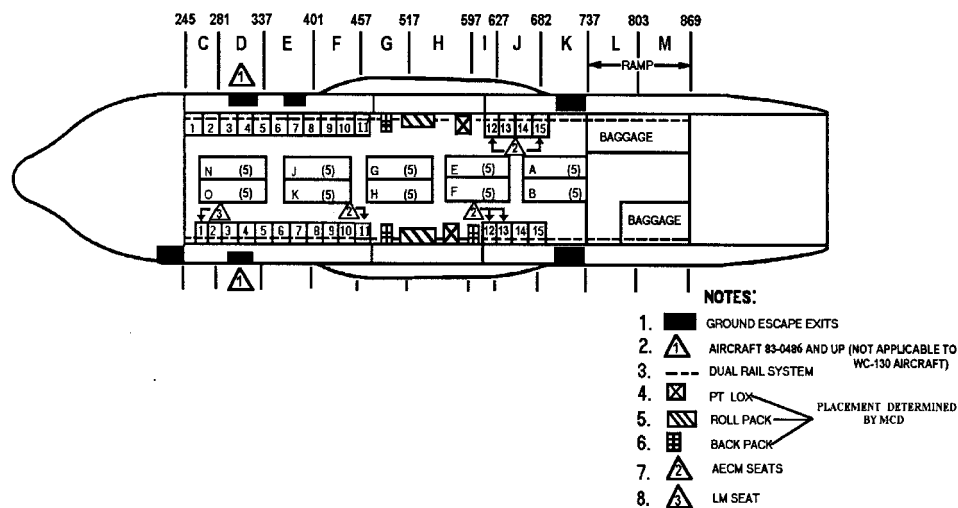 245 281 337 401 457 517 597 627 682 737 803 869
C D E F G H I J K L M
RAMP
1
1 2 3 4 5 6 7 8 9 10 11 12 13 14 15
BAGGAGE
2
N (5) J (5) G (5) E (5) A (5)
O (5) K (5) H (5) F (5) B (5)
3 2 2
BAGGAGE
1 2 3 4 5 6 7 8 9 10 11 12 13 14 15
1
NOTES:
1. GROUND ESCAPE EXITS
2. 1 AIRCRAFT 83-0486 AND UP (NOT APPLICABLE TO
WC-130 AIRCRAFT)
3. DUAL RAIL SYSTEM
4. PT LOX
PLACEMENT DETERMINED
5. ROLL PACK
BY MCD
6. BACK PACK
7. 2 AECM SEATS
8. 3 LM SEAT